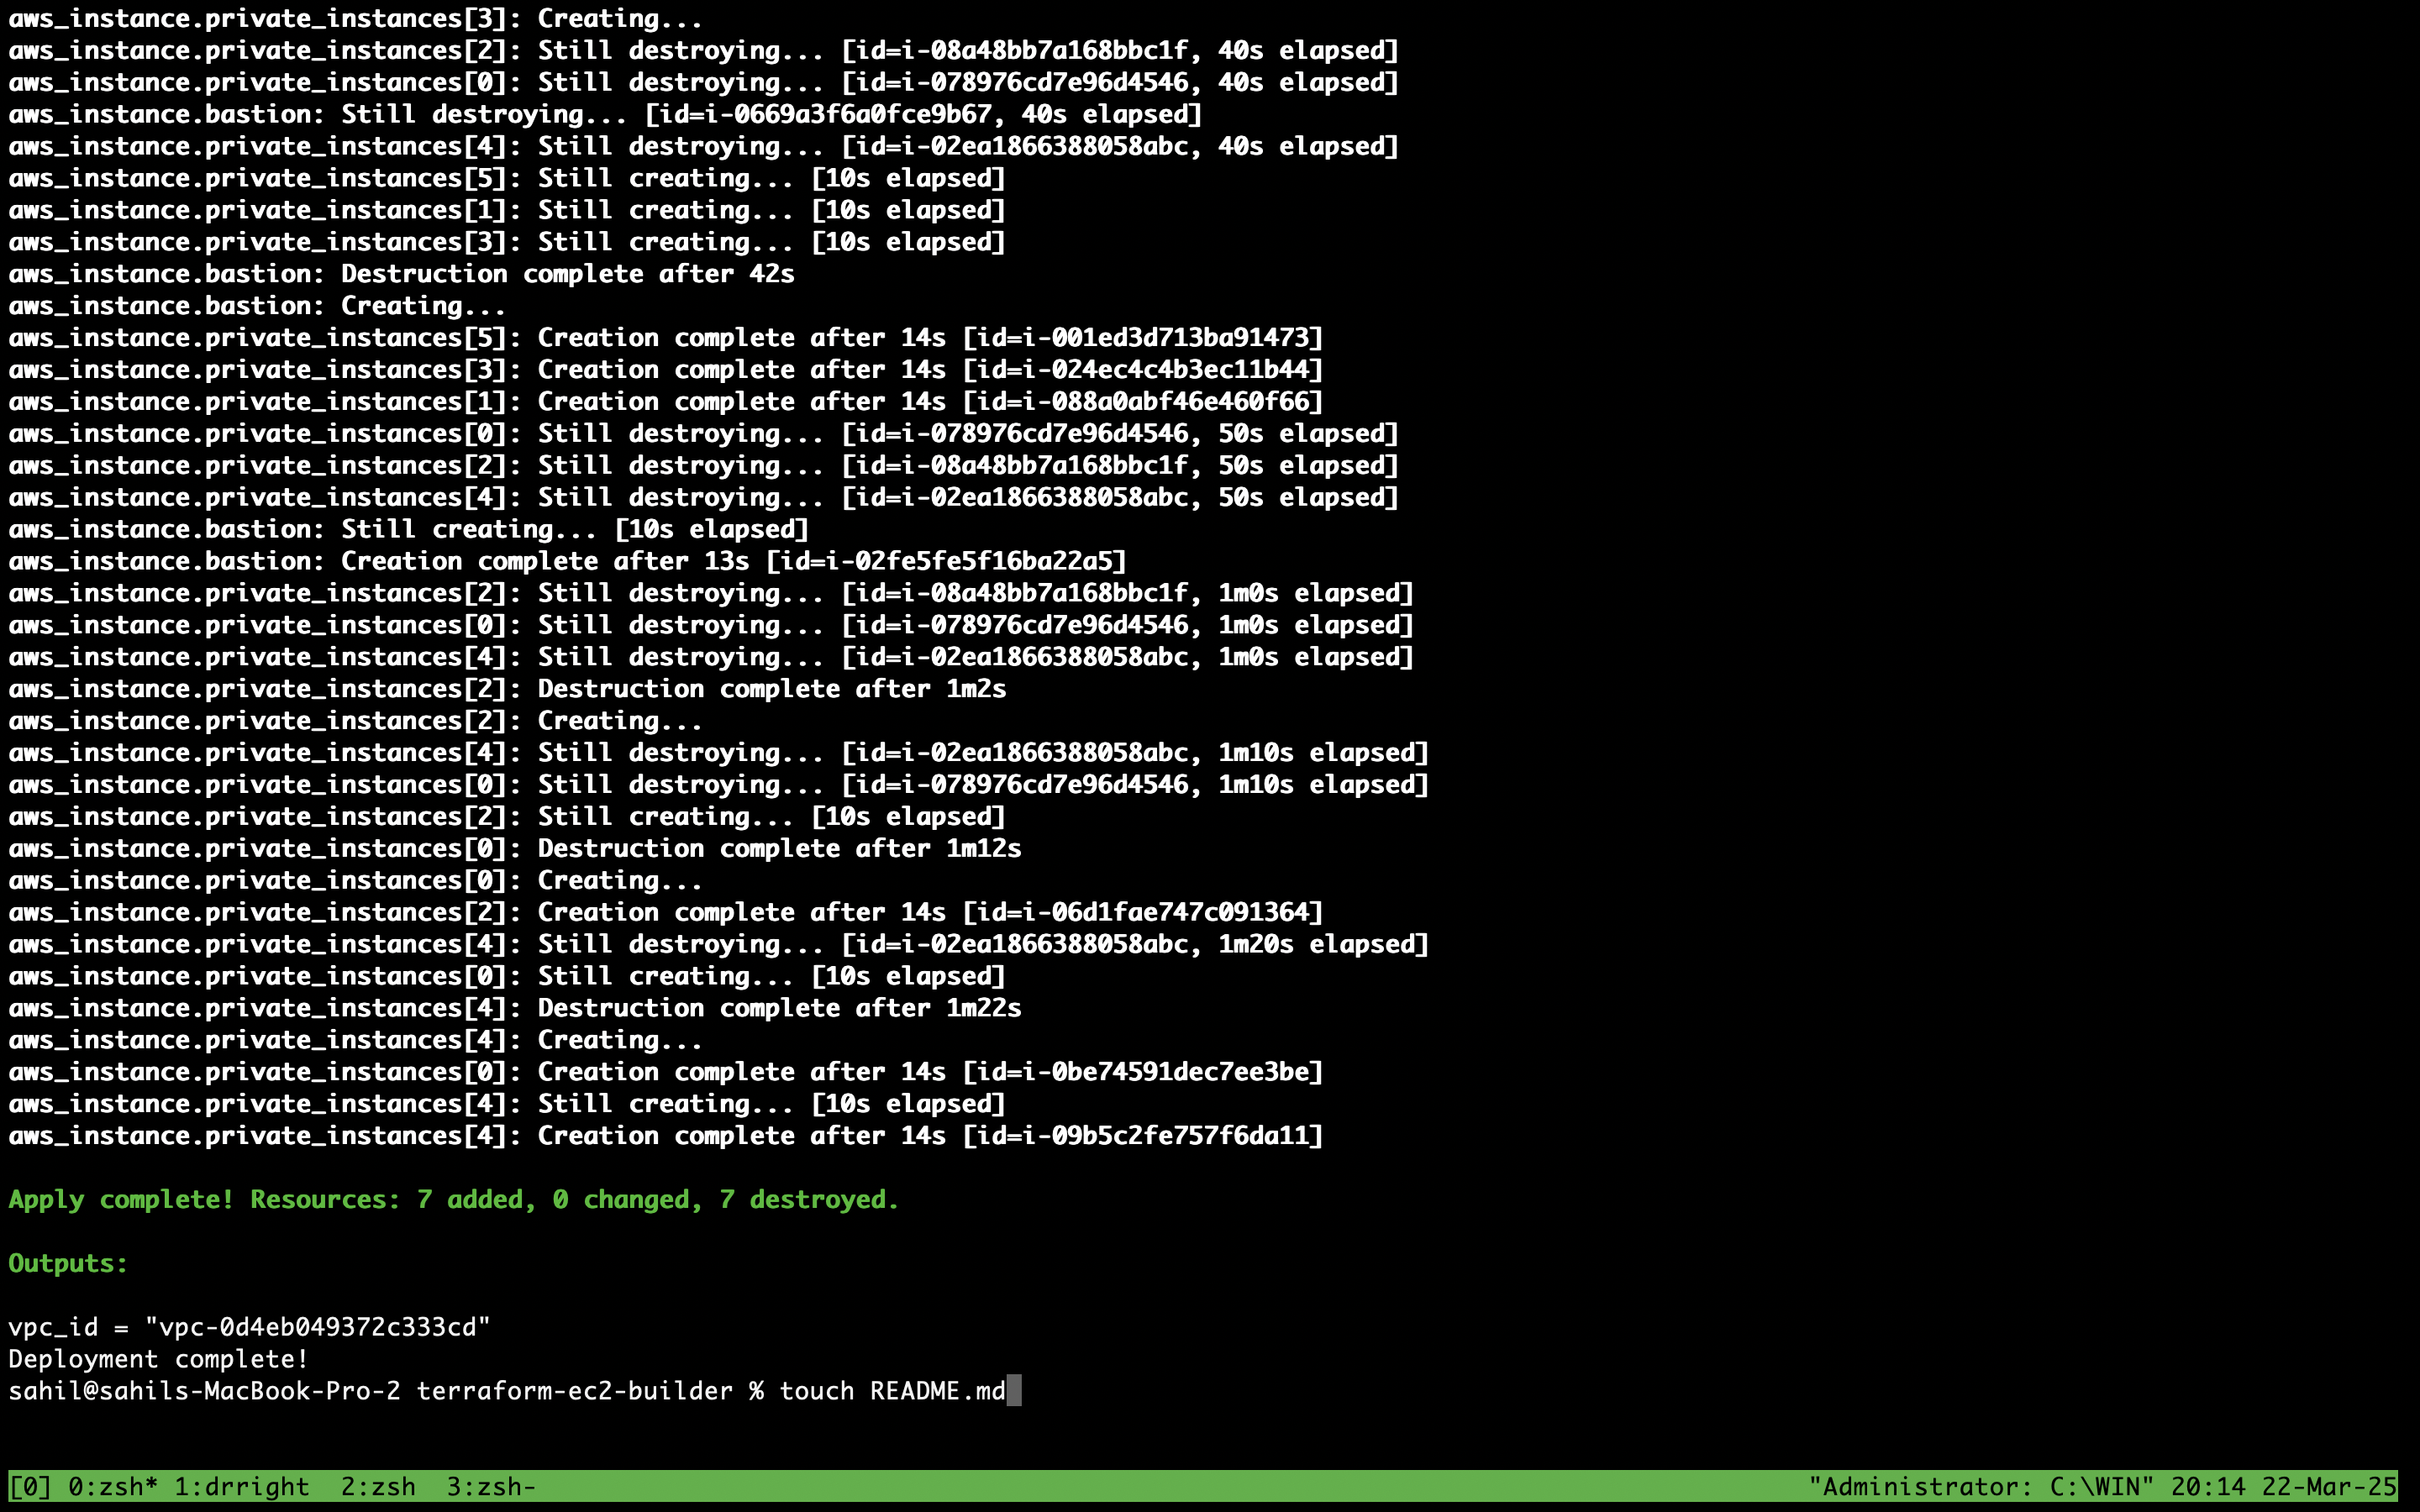 aws_instance.private_instances[3]: Creating...
aws_instance.private_instances[2]: Still destroying... [id=i-08a48bb7a168bbc1f, 40s elapsed]
aws_instance.private_instances[0]: Still destroying... [id=i-078976cd7e96d4546, 40s elapsed]
aws_instance.bastion: Still destroying... [id=i-0669a3f6a0fce9b67, 40s elapsed]
aws_instance.private_instances[4]: Still destroying... [id=i-02ea1866388058abc, 40s elapsed]
aws_instance.private_instances[5]: Still creating... [10s elapsed]
aws_instance.private_instances[1]: Still creating... [10s elapsed]
aws_instance.private_instances[3]: Still creating... [10s elapsed]
aws_instance.bastion: Destruction complete after 42s
aws_instance.bastion: Creating...
aws_instance.private_instances[5]: Creation complete after 14s [id=i-001ed3d713ba91473]
aws_instance.private_instances[3]: Creation complete after 14s [id=i-024ec4c4b3ec11b44]
aws_instance.private_instances[1]: Creation complete after 14s [id=i-088a0abf46e460f66]
aws_instance.private_instances[0]: Still destroying... [id=i-078976cd7e96d4546, 50s elapsed]
aws_instance.private_instances[2]: Still destroying... [id=i-08a48bb7a168bbc1f, 50s elapsed]
aws_instance.private_instances[4]: Still destroying... [id=i-02ea1866388058abc, 50s elapsed]
aws_instance.bastion: Still creating... [10s elapsed]
aws_instance.bastion: Creation complete after 13s [id=i-02fe5fe5f16ba22a5]
aws_instance.private_instances[2]: Still destroying... [id=i-08a48bb7a168bbc1f, 1m0s elapsed]
aws_instance.private_instances[0]: Still destroying... [id=i-078976cd7e96d4546, 1m0s elapsed]
aws_instance.private_instances[4]: Still destroying... [id=i-02ea1866388058abc, 1m0s elapsed]
aws_instance.private_instances[2]: Destruction complete after 1m2s
aws_instance.private_instances[2]: Creating...
aws_instance.private_instances[4]: Still destroying... [id=i-02ea1866388058abc, 1m10s elapsed]
aws_instance.private_instances[0]: Still destroying... [id=i-078976cd7e96d4546, 1m10s elapsed]
aws_instance.private_instances[2]: Still creating... [10s elapsed]
aws_instance.private_instances[0]: Destruction complete after 1m12s
aws_instance.private_instances[0]: Creating...
aws_instance.private_instances[2]: Creation complete after 14s [id=i-06d1fae747c091364]
aws_instance.private_instances[4]: Still destroying... [id=i-02ea1866388058abc, 1m20s elapsed]
aws_instance.private_instances[0]: Still creating... [10s elapsed]
aws_instance.private_instances[4]: Destruction complete after 1m22s
aws_instance.private_instances[4]: Creating...
aws_instance.private_instances[0]: Creation complete after 14s [id=i-0be74591dec7ee3be]
aws_instance.private_instances[4]: Still creating... [10s elapsed]
aws_instance.private_instances[4]: Creation complete after 14s [id=i-09b5c2fe757f6da11]
Apply complete! Resources: 7 added, 0 changed, 7 destroyed.
Outputs:
vpc_id = "vpc-0d4eb049372c333cd"
Deployment complete!
sahil@sahils-MacBook-Pro-2 terraform-ec2-builder % touch README.md
[0] 0:zsh* 1:drright  2:zsh  3:zsh- "Administrator: C:\WIN" 20:14 22-Mar-25